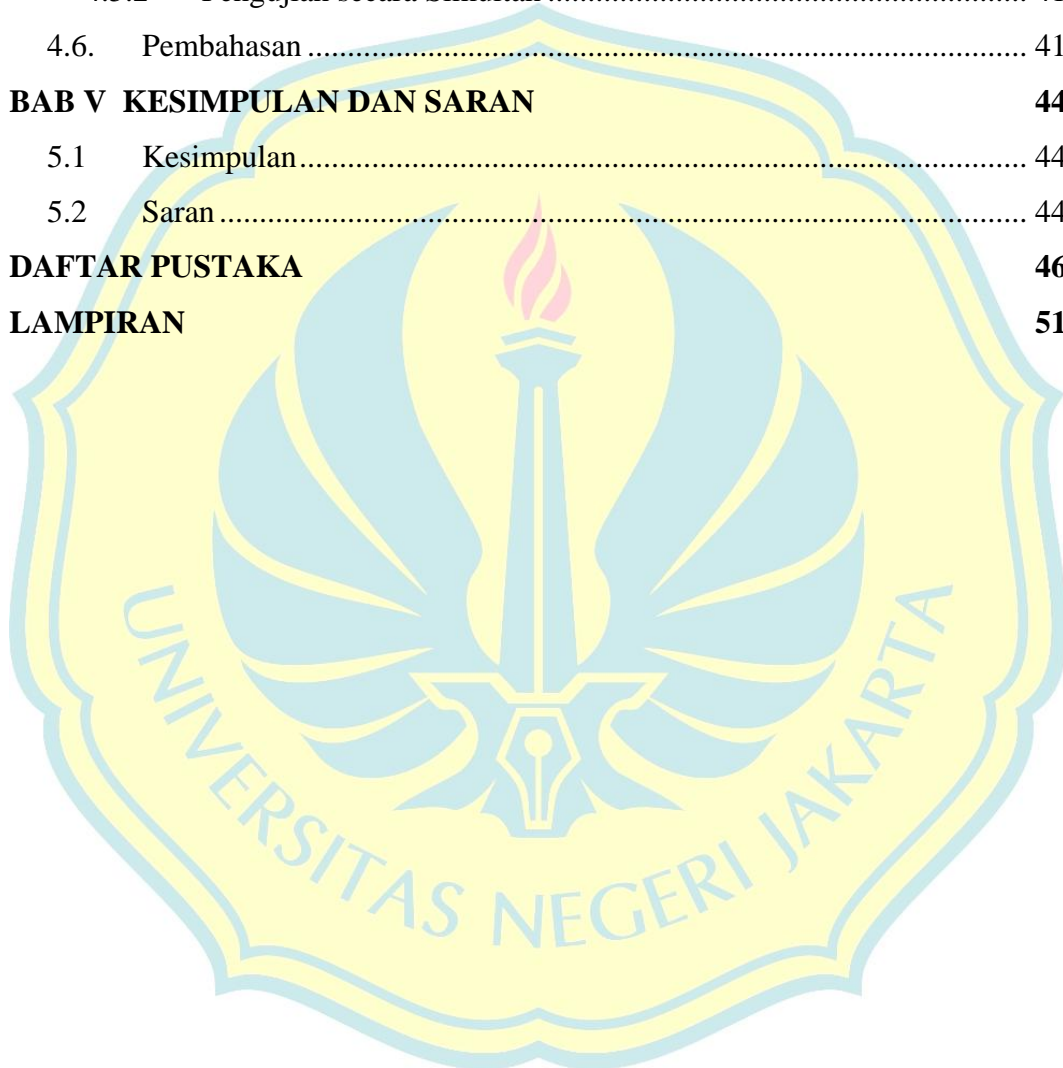 4.6. Pembahasan ........................................................ 41
BAB V KESIMPULAN DAN SARAN 44
5.1 Kesimpulan ........................................................ 44
5.2 Saran ........................................................ 44
DAFTAR PUSTAKA 46
LAMPIRAN 51
UNIVERSITAS NEGERI JAKARTA